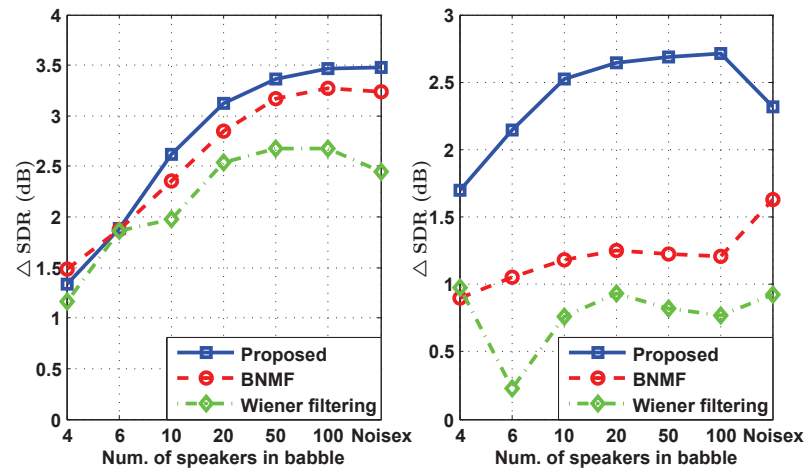 4
3.5
3
2.5
2
1.5
1
0.5
0
△ SDR (dB)
4 6 10 20 50 100 Noisex
Num. of speakers in babble
Proposed
BNMF
Wiener filtering
3
2.5
2
1.5
1
0.5
0
△ SDR (dB)
4 6 10 20 50 100 Noisex
Num. of speakers in babble
Proposed
BNMF
Wiener filtering